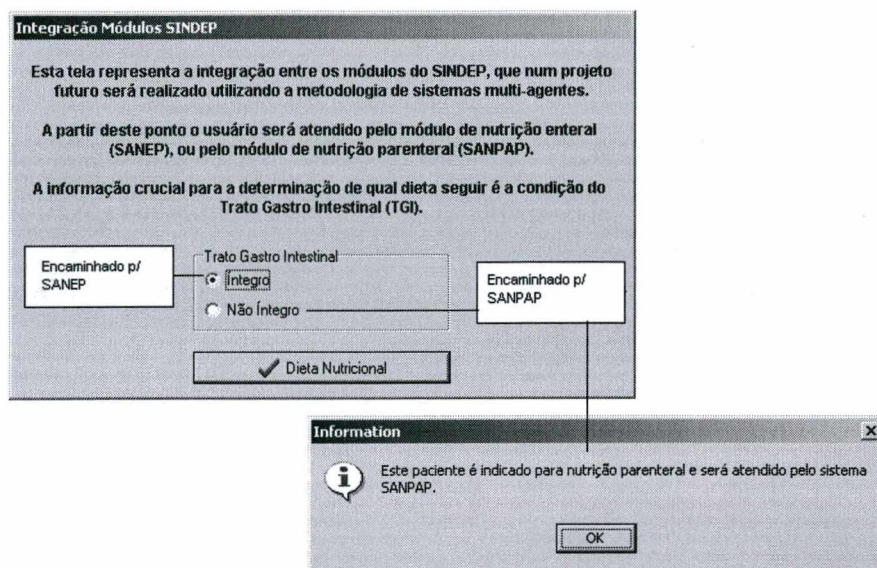 Integração Módulos SINDEP
Esta tela representa a integração entre os módulos do SINDEP, que num projeto
futuro será realizado utilizando a metodologia de sistemas multi-agentes.
A partir deste ponto o usuário será atendido pelo módulo de nutrição enteral
(SANEP), ou pelo módulo de nutrição parenteral (SANPAP).
A informação crucial para a determinação de qual dieta seguir é a condição do
Trato Gastro Intestinal (TGI).
Encaminhado p/
SANEP
Trato Gastro Intestinal
Íntegro
Não Íntegro
Encaminhado p/
SANPAP
Dieta Nutricional
Information
Este paciente é indicado para nutrição parenteral e será atendido pelo sistema
SANPAP.
OK